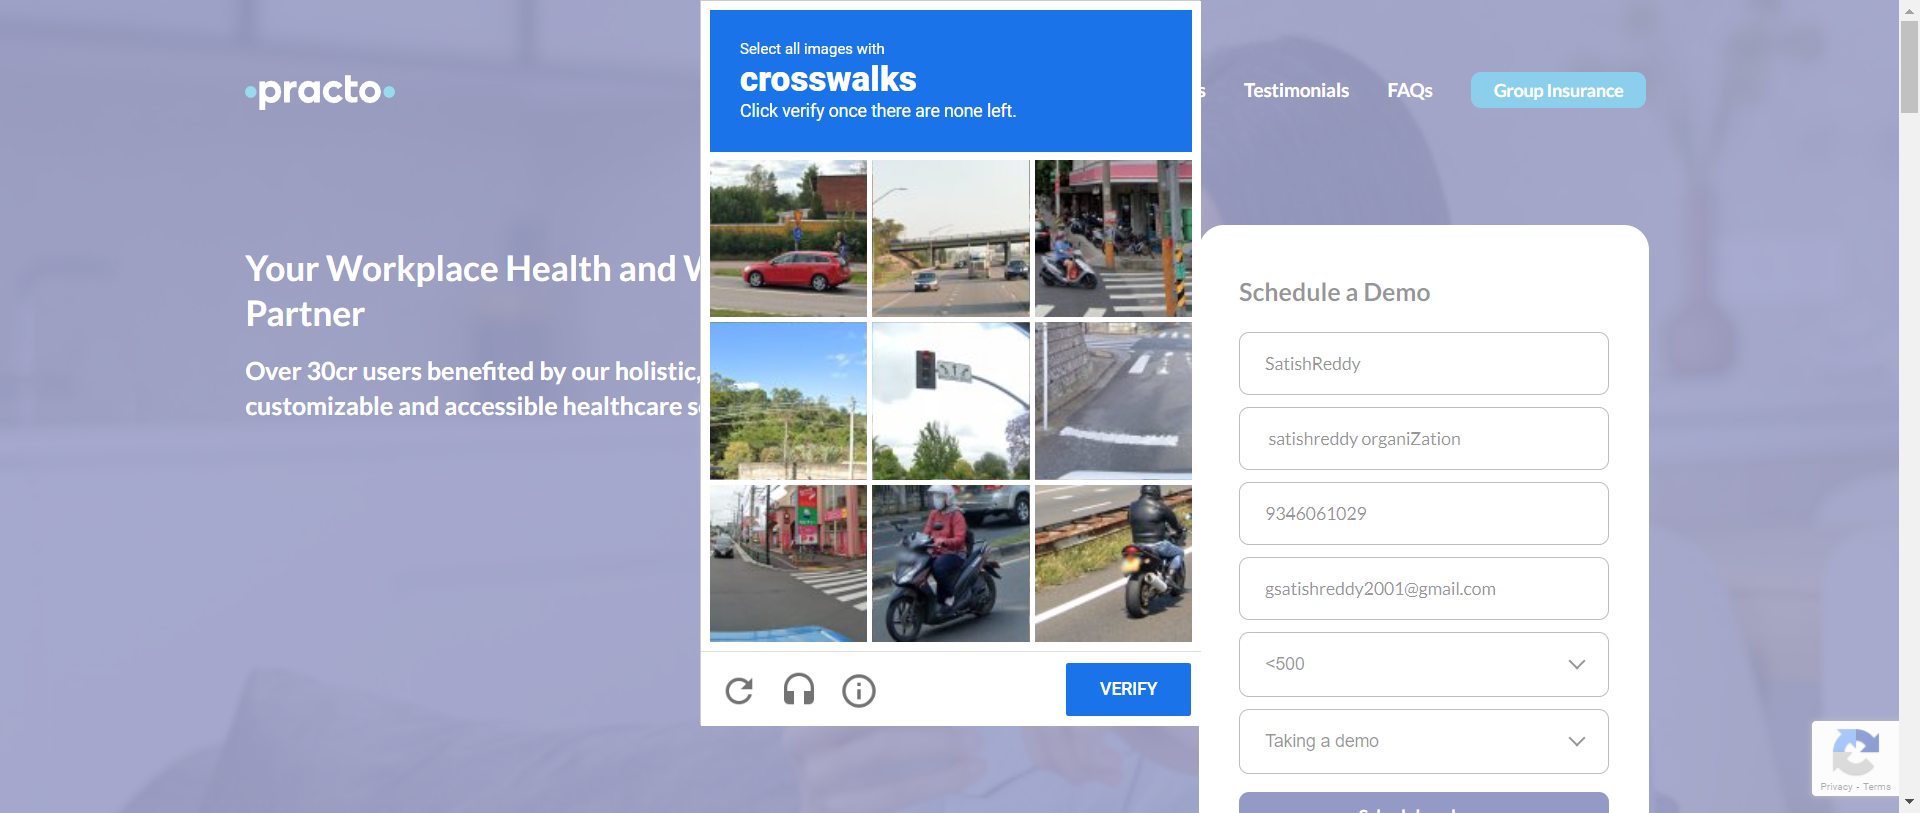 practo
Testimonials
FAQs
Group Insurance
Select all images with
crosswalks
Click verify once there are none left.
VERIFY
Your Workplace Health and
Partner
Over 30cr users benefited by our holistic,
customizable and accessible healthcare
Schedule a Demo
SatishReddy
satishreddy organiZation
9346061029
gsatishreddy2001@gmail.com
<500
Taking a demo
Privacy - Terms